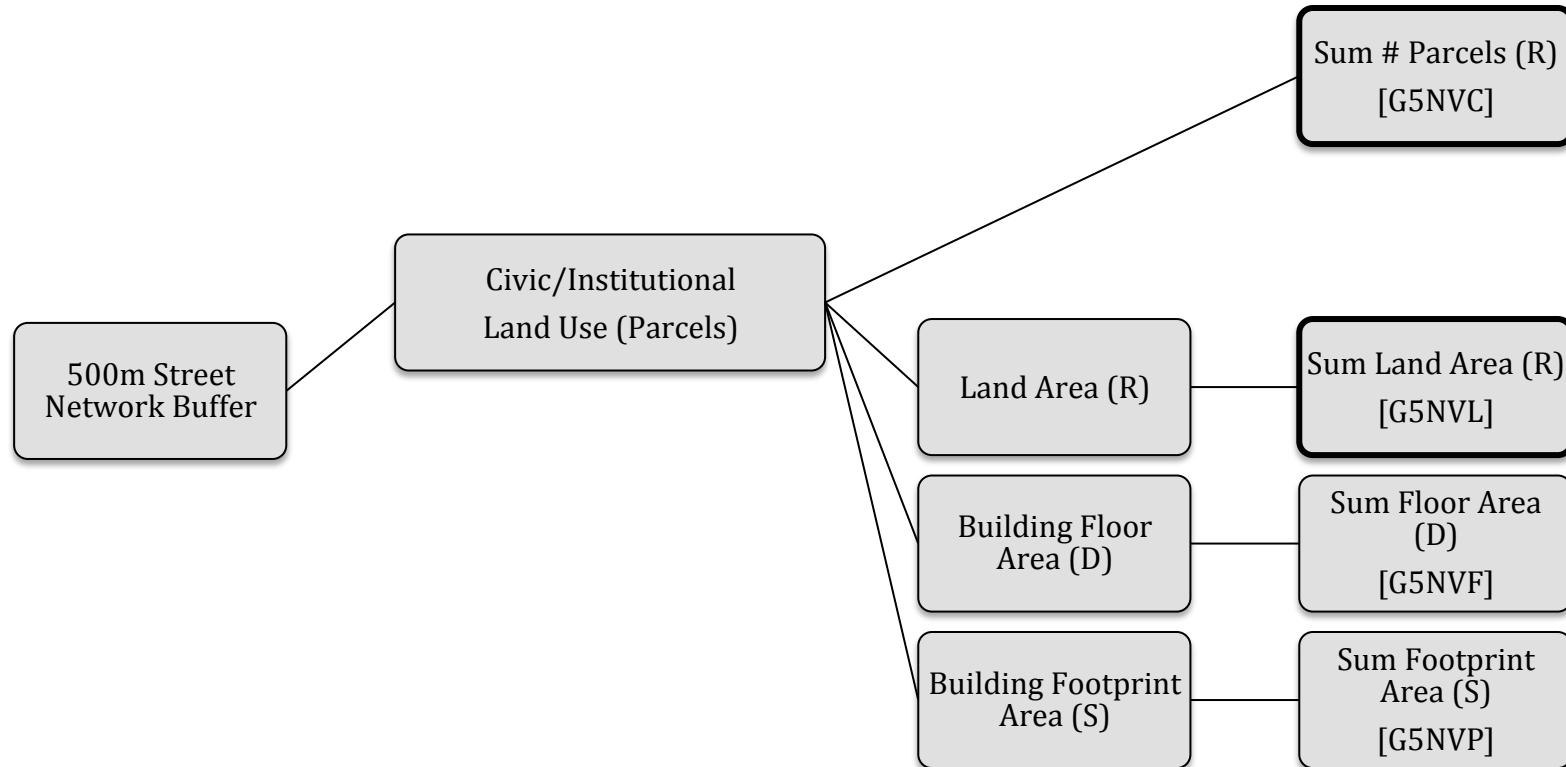 Sum # Parcels (R)
[G5NVC]
Civic/Institutional
Land Use (Parcels)
500m Street
Network Buffer
Land Area (R)
Sum Land Area (R)
[G5NVL]
Building Floor
Area (D)
Sum Floor Area
(D)
[G5NVF]
Building Footprint
Area (S)
Sum Footprint
Area (S)
[G5NVP]